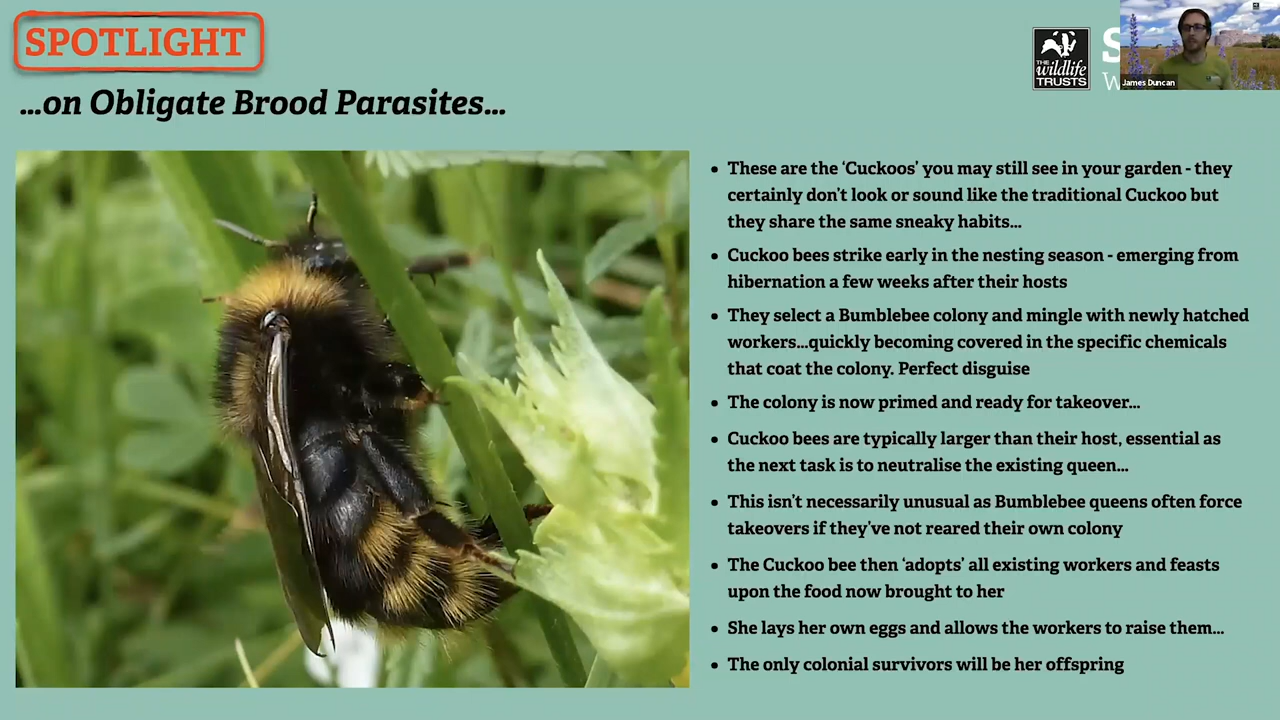 SPOTLIGHT
...on Obligate Brood Parasites...
THE
wildlife
TRUSTS
S
W
James Duncan
• These are the ‘Cuckoos’ you may still see in your garden - they
certainly don’t look or sound like the traditional Cuckoo but
they share the same sneaky habits...
• Cuckoo bees strike early in the nesting season - emerging from
hibernation a few weeks after their hosts
• They select a Bumblebee colony and mingle with newly hatched
workers...quickly becoming covered in the specific chemicals
that coat the colony. Perfect disguise
• The colony is now primed and ready for takeover...
• Cuckoo bees are typically larger than their host, essential as
the next task is to neutralise the existing queen...
• This isn’t necessarily unusual as Bumblebee queens often force
takeovers if they’ve not reared their own colony
• The Cuckoo bee then ‘adopts’ all existing workers and feasts
upon the food now brought to her
• She lays her own eggs and allows the workers to raise them...
• The only colonial survivors will be her offspring